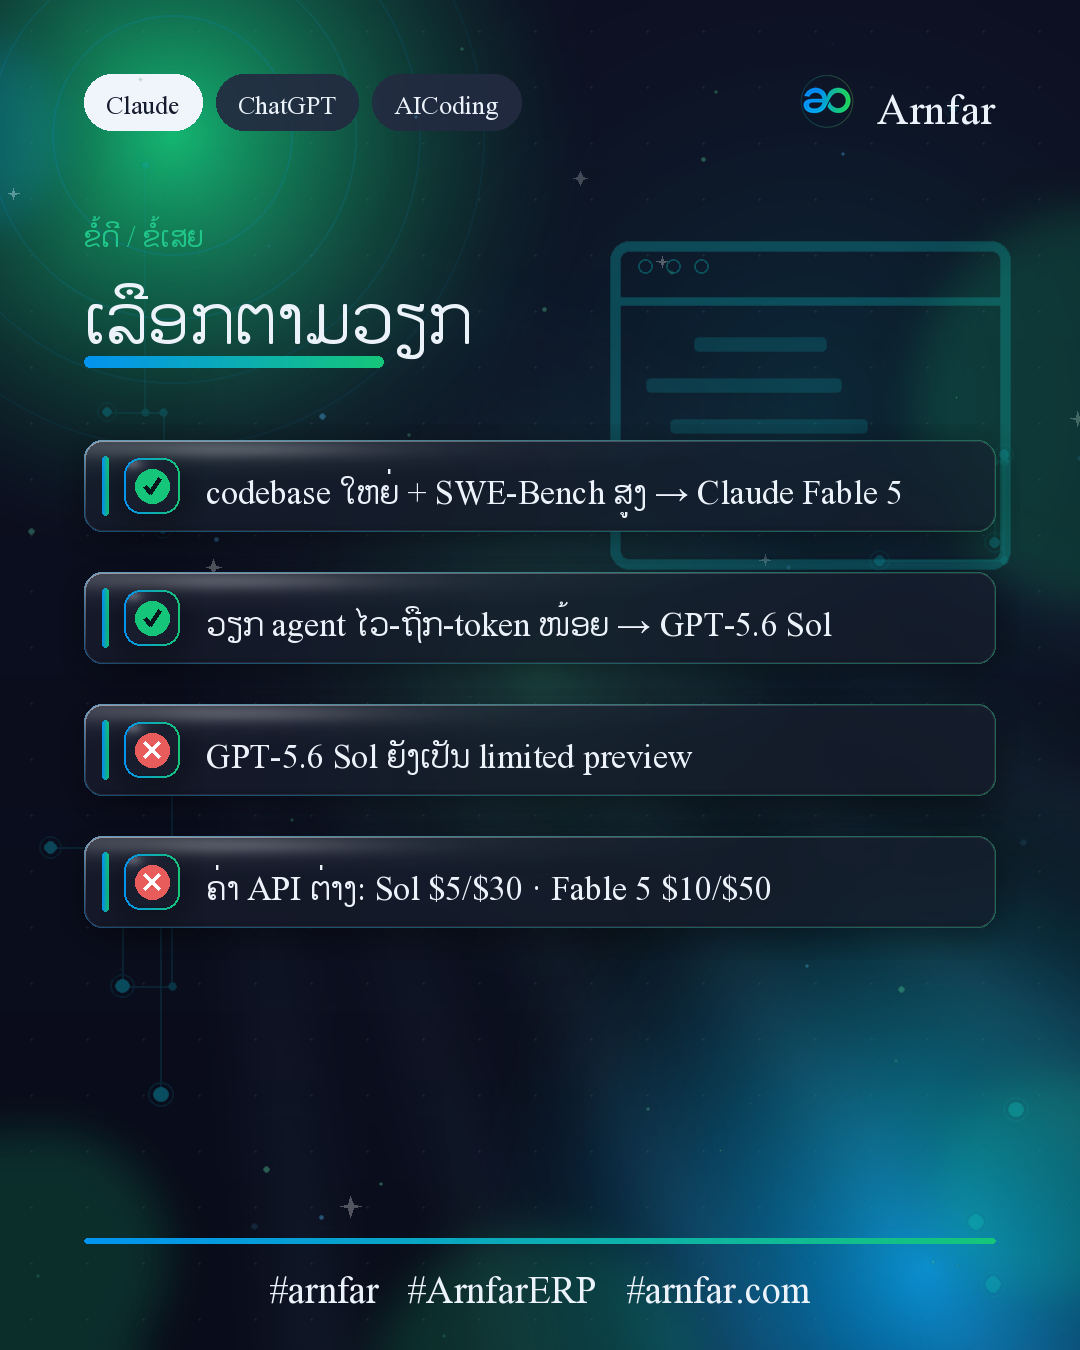 Claude
ChatGPT
AICoding
Arnfar
ຂໍ້ດີ / ຂໍ້ເສຍ
ເລືອກຕາມວຽກ
codebase ໃຫຍ່ + SWE-Bench ສູງ → Claude Fable 5
ວຽກ agent ໄວ-ຖືກ-token ໜ້ອຍ → GPT-5.6 Sol
GPT-5.6 Sol ຍັງເປັນ limited preview
ຄ່າ API ຕ່າງ: Sol $5/$30 · Fable 5 $10/$50
#arnfar #ArnfarERP #arnfar.com